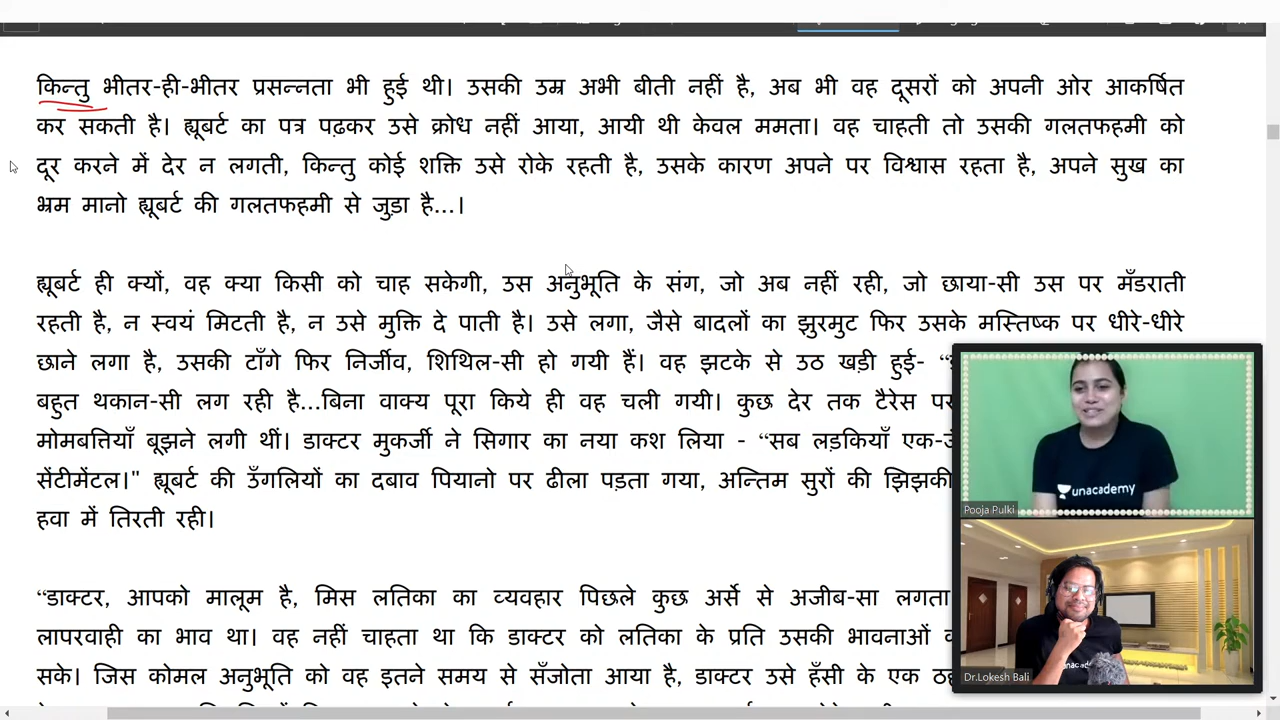 किन्तु भीतर-ही-भीतर प्रसन्नता भी हुई थी। उसकी उम्र अभी बीती नहीं है, अब भी वह दूसरों को अपनी ओर आकर्षित
कर सकती है। ह्यूबर्ट का पत्र पढ़कर उसे क्रोध नहीं आया, आयी थी केवल ममता। वह चाहती तो उसकी गलतफहमी को
दूर करने में देर न लगती, किन्तु कोई शक्ति उसे रोके रहती है, उसके कारण अपने पर विश्वास रहता है, अपने सुख का
भ्रम मानो ह्यूबर्ट की गलतफहमी से जुड़ा है...।
ह्यूबर्ट ही क्यों, वह क्या किसी को चाह सकेगी, उस अनुभूति के संग, जो अब नहीं रही, जो छाया-सी उस पर मँडराती
रहती है, न स्वयं मिटती है, न उसे मुक्ति दे पाती है। उसे लगा, जैसे बादलों का झुरमुट फिर उसके मस्तिष्क पर धीरे-धीरे
छाने लगा है, उसकी टाँगे फिर निर्जीव, शिथिल-सी हो गयी हैं। वह झटके से उठ खड़ी हुई- “
बहुत थकान-सी लग रही है...बिना वाक्य पूरा किये ही वह चली गयी। कुछ देर तक टैरेस
मोमबत्तियाँ बूझने लगी थीं। डाक्टर मुकर्जी ने सिगार का नया कश लिया - “सब लड़कियाँ
सेंटीमेंटल।" ह्यूबर्ट की उँगलियों का दबाव पियानो पर ढीला पड़ता गया, अन्तिम सुरों की
हवा में तिरती रही।
“डाक्टर, आपको मालूम है, मिस लतिका का व्यवहार पिछले कुछ अर्से से अजीब-सा लगता
लापरवाही का भाव था। वह नहीं चाहता था कि डाक्टर को लतिका के प्रति उसकी भावनाओं
सके। जिस कोमल अनुभूति को वह इतने समय से सँजोता आया है, डाक्टर उसे हँसी के एक
unacademy
Pooja Pulki
Dr.Lokesh Bali